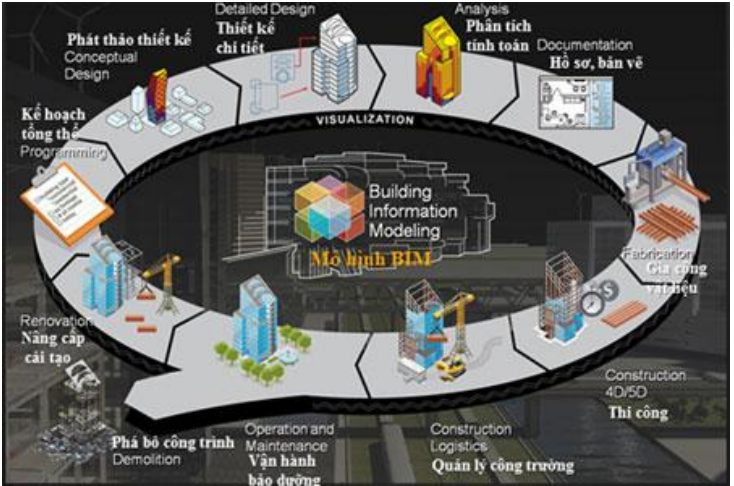 Detailed Design
Thiết kế
chi tiết
Analysis
Phân tích
tính toán
Phát thảo thiết kế
Conceptual
Design
Documentation
Hồ sơ, bản vẽ
Kế hoạch
tổng thể
Programming
VISUALIZATION
Building
Information
Modeling
Mô hình BIM
Fabrication
Gia công
vật liệu
Renovation
Nâng cấp
cải tạo
Construction
4D/5D
Thi công
Phá bỏ công trình
Demolition
Operation and
Maintenance
Vận hành
bảo dưỡng
Construction
Logistics
Quản lý công trường